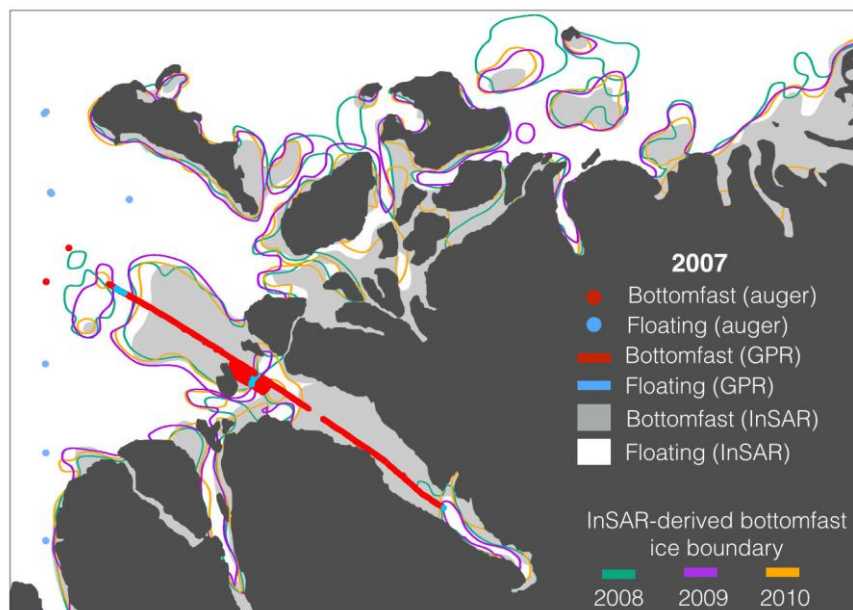 2007
Bottomfast (auger)
Floating (auger)
Bottomfast (GPR)
Floating (GPR)
Bottomfast (InSAR)
Floating (InSAR)
InSAR-derived bottomfast
ice boundary
2008 2009 2010